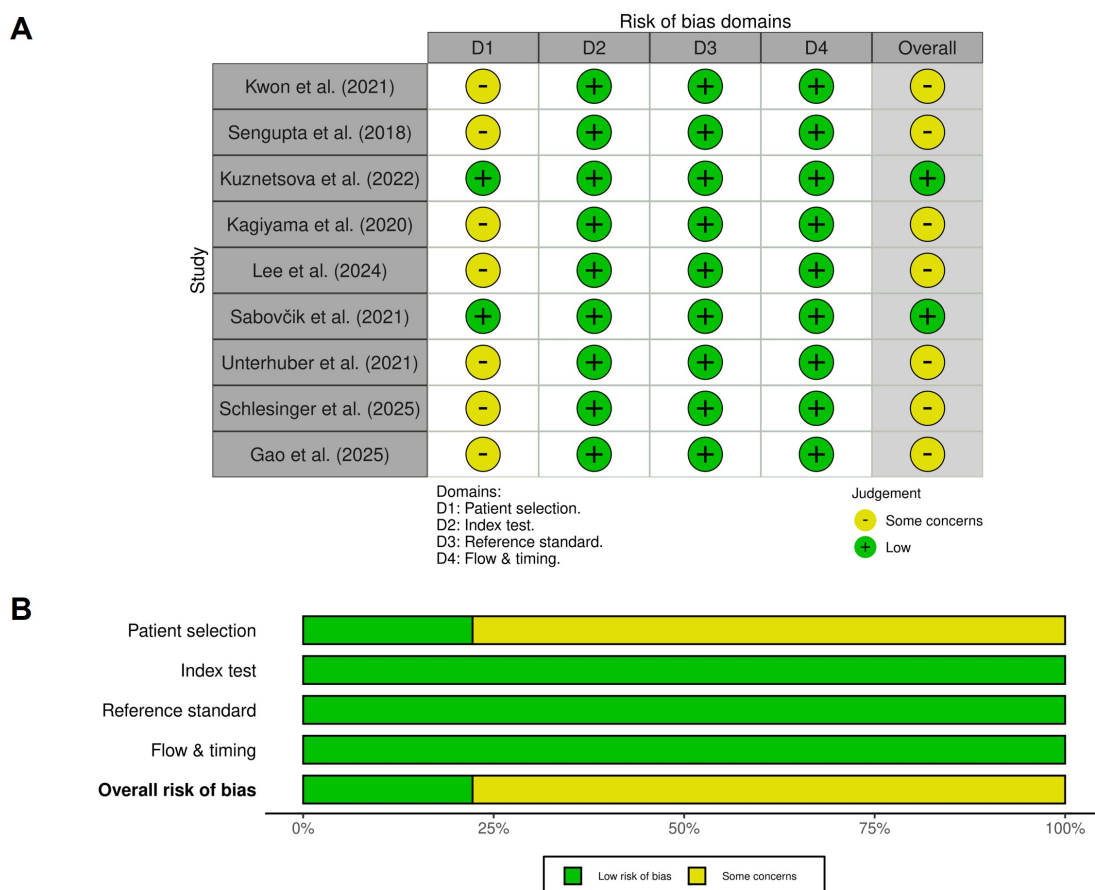 A
Risk of bias domains
D1 D2 D3 D4 Overall
Study
Kwon et al. (2021) - + + + -
Sengupta et al. (2018) - + + + -
Kuznetsova et al. (2022) + + + + +
Kagiyama et al. (2020) - + + + -
Lee et al. (2024) - + + + -
Sabovčik et al. (2021) + + + + +
Unterhuber et al. (2021) - + + + -
Schlesinger et al. (2025) - + + + -
Gao et al. (2025) - + + + -
Domains:
D1: Patient selection.
D2: Index test.
D3: Reference standard.
D4: Flow & timing.
Judgement
- Some concerns
+ Low
B
Patient selection
Index test
Reference standard
Flow & timing
Overall risk of bias
0% 25% 50% 75% 100%
Low risk of bias Some concerns